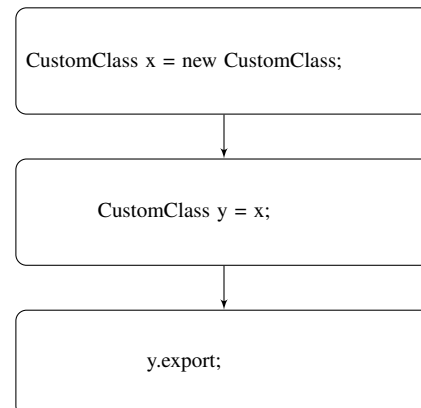 CustomClass x = new CustomClass;
CustomClass y = x;
y.export;